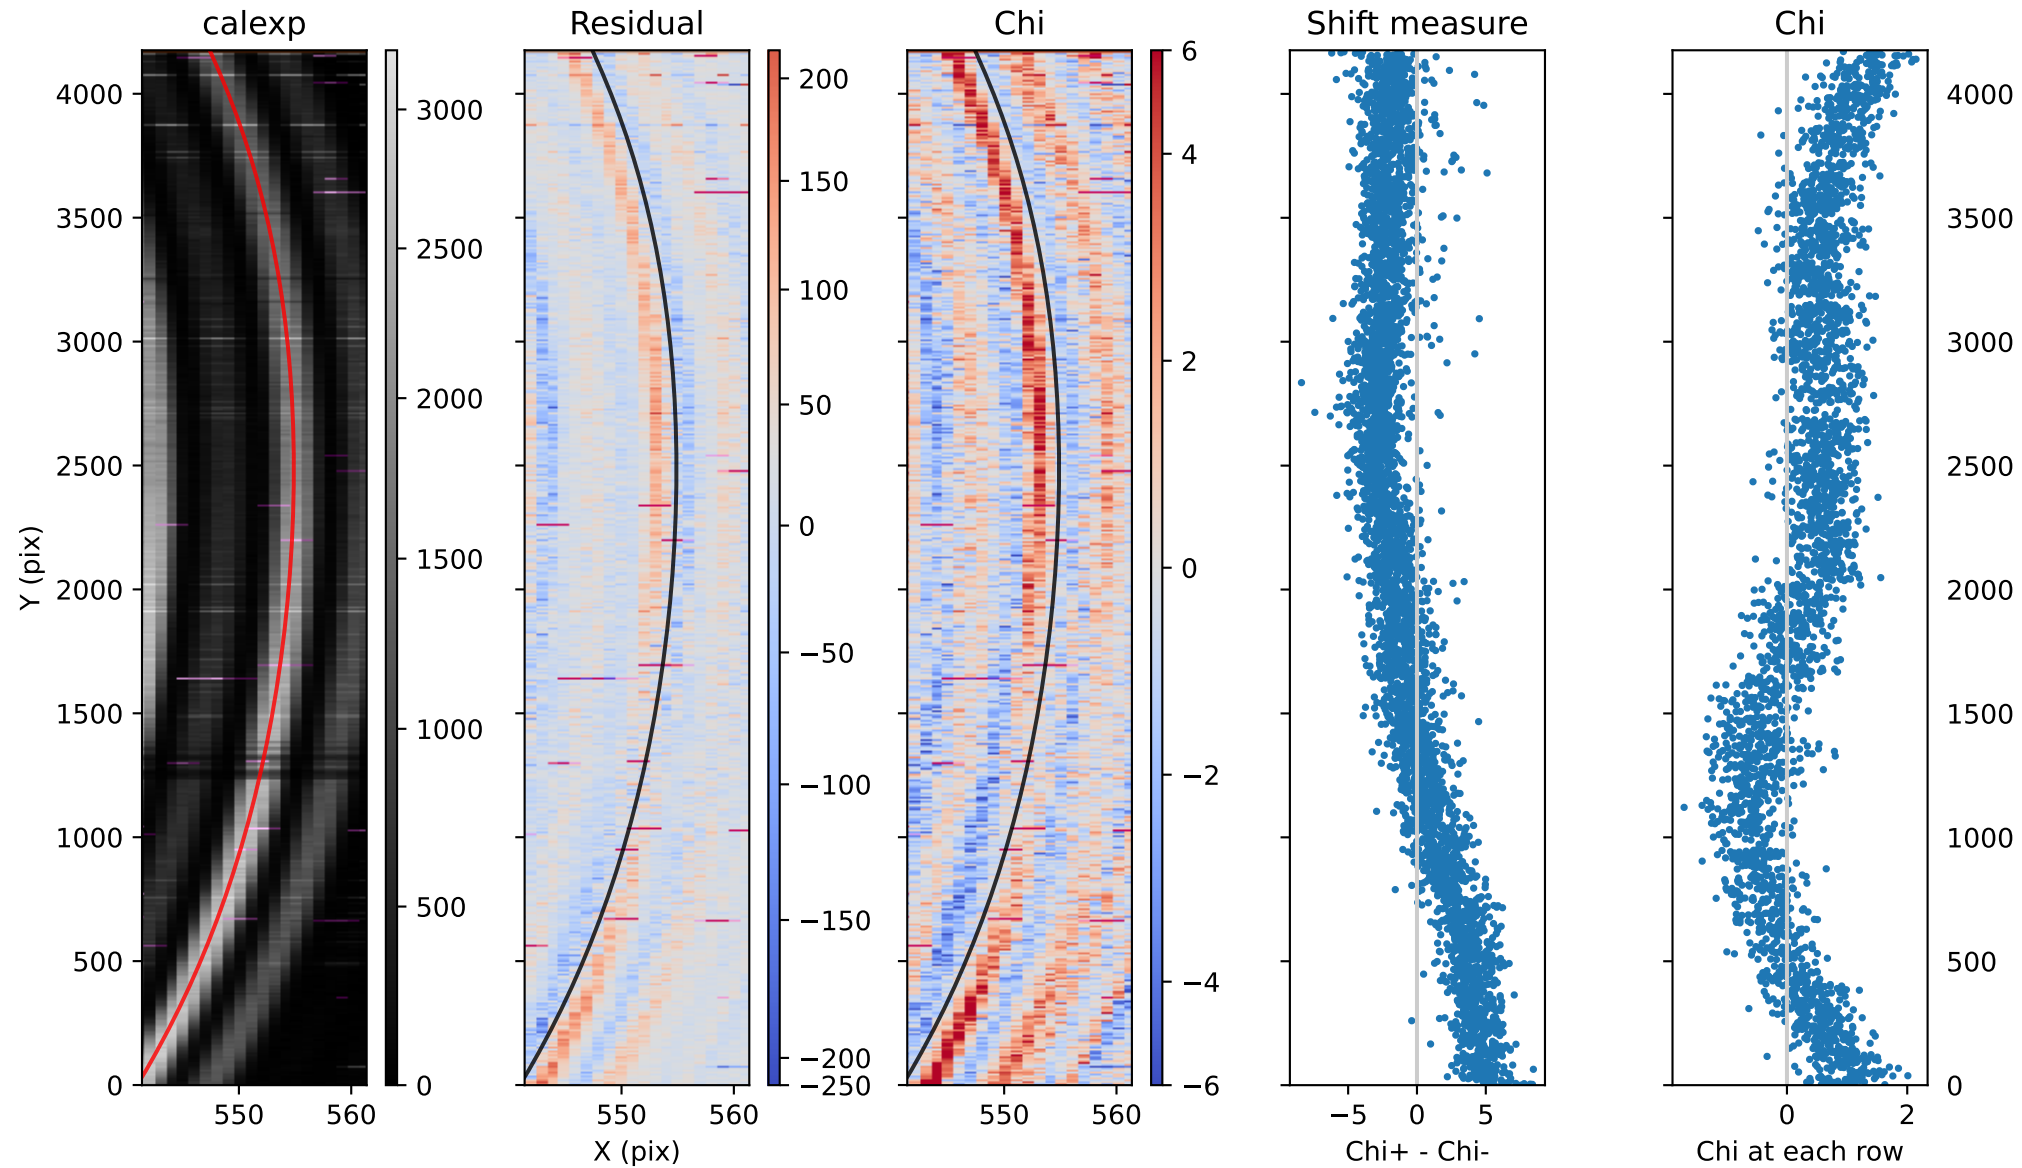 calexp Residual Chi Shift measure Chi
4000 3000 200 6 4000
3500 2500 150 4 3500
3000 2000 100 2 3000
2500 1500 50 0 2500
2000 1000 0 −2 2000
1500 500 −50 −4 1500
1000 0 −100 −6 1000
500 −150 500
0 −200 0
−250
Y (pix)
550 560 550 560 550 560 −5 0 5 0 2
X (pix) Chi+ - Chi- Chi at each row